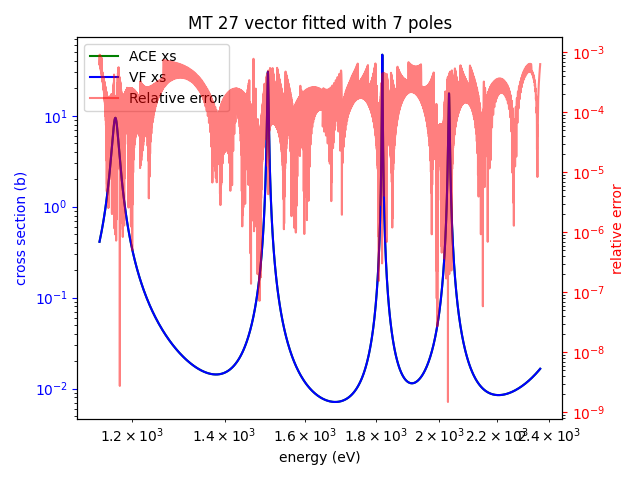 MT 27 vector fitted with 7 poles
ACE xs
VF xs
Relative error
cross section (b)
10¹
10⁰
10⁻¹
10⁻²
relative error
10⁻³
10⁻⁴
10⁻⁵
10⁻⁶
10⁻⁷
10⁻⁸
10⁻⁹
1.2×10³ 1.4×10³ 1.6×10³ 1.8×10³ 2×10³ 2.2×10³ 2.4×10³
energy (eV)